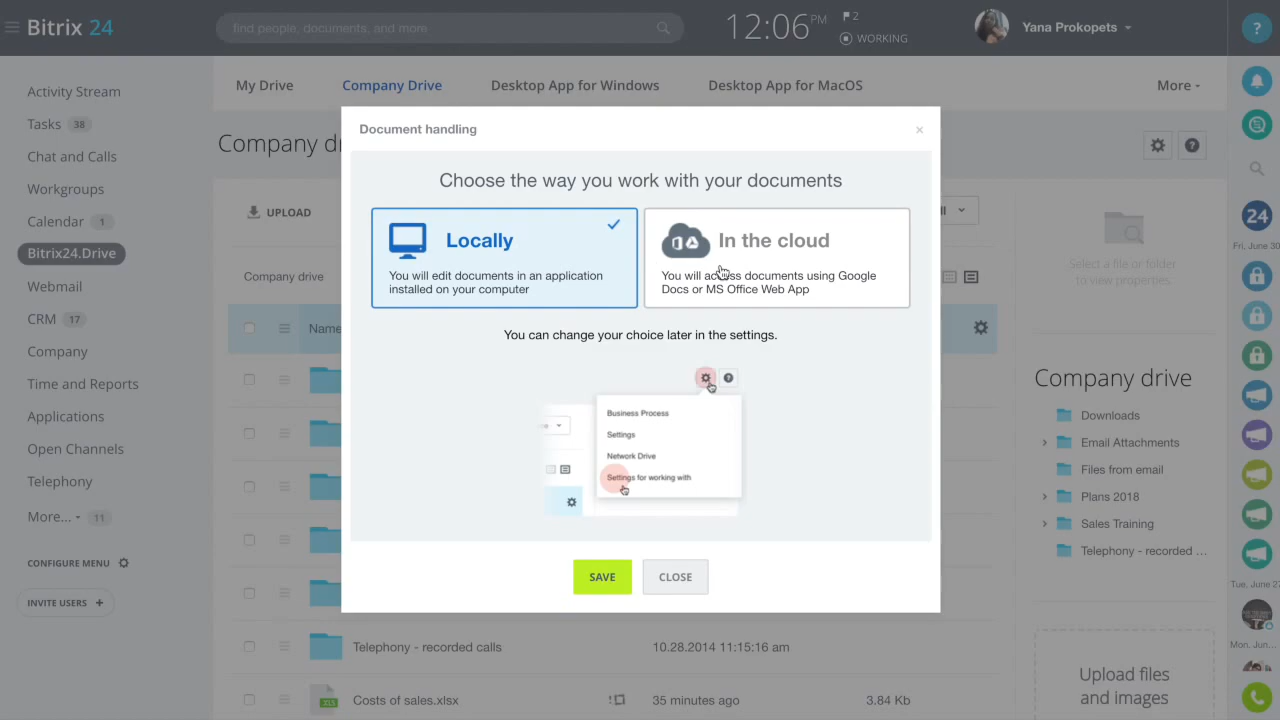 Bitrix 24
find people, documents, and more
12:06 PM
2
WORKING
Yana Prokopets
?
Activity Stream
Tasks 38
Chat and Calls
Workgroups
Calendar 1
Bitrix24.Drive
Webmail
CRM 17
Company
Time and Reports
Applications
Open Channels
Telephony
More... 11
CONFIGURE MENU
INVITE USERS +
My Drive
Company Drive
Desktop App for Windows
Desktop App for MacOS
More
Company
UPLOAD
Company drive
Name
Document handling
×
Choose the way you work with your documents
Locally
You will edit documents in an application
installed on your computer
In the cloud
You will access documents using Google
Docs or MS Office Web App
You can change your choice later in the settings.
?
Business Process
Settings
Network Drive
Settings for working with
SAVE
CLOSE
Telephony - recorded calls
10.28.2014 11:15:16 am
XLS
Costs of sales.xlsx
35 minutes ago
3.84 Kb
?
Select a file or folder
to view properties.
Company drive
Downloads
Email Attachments
Files from email
Plans 2018
Sales Training
Telephony - recorded ...
Upload files
and images
24
Fri, June 30
Tue, June 27
Mon, Jun...